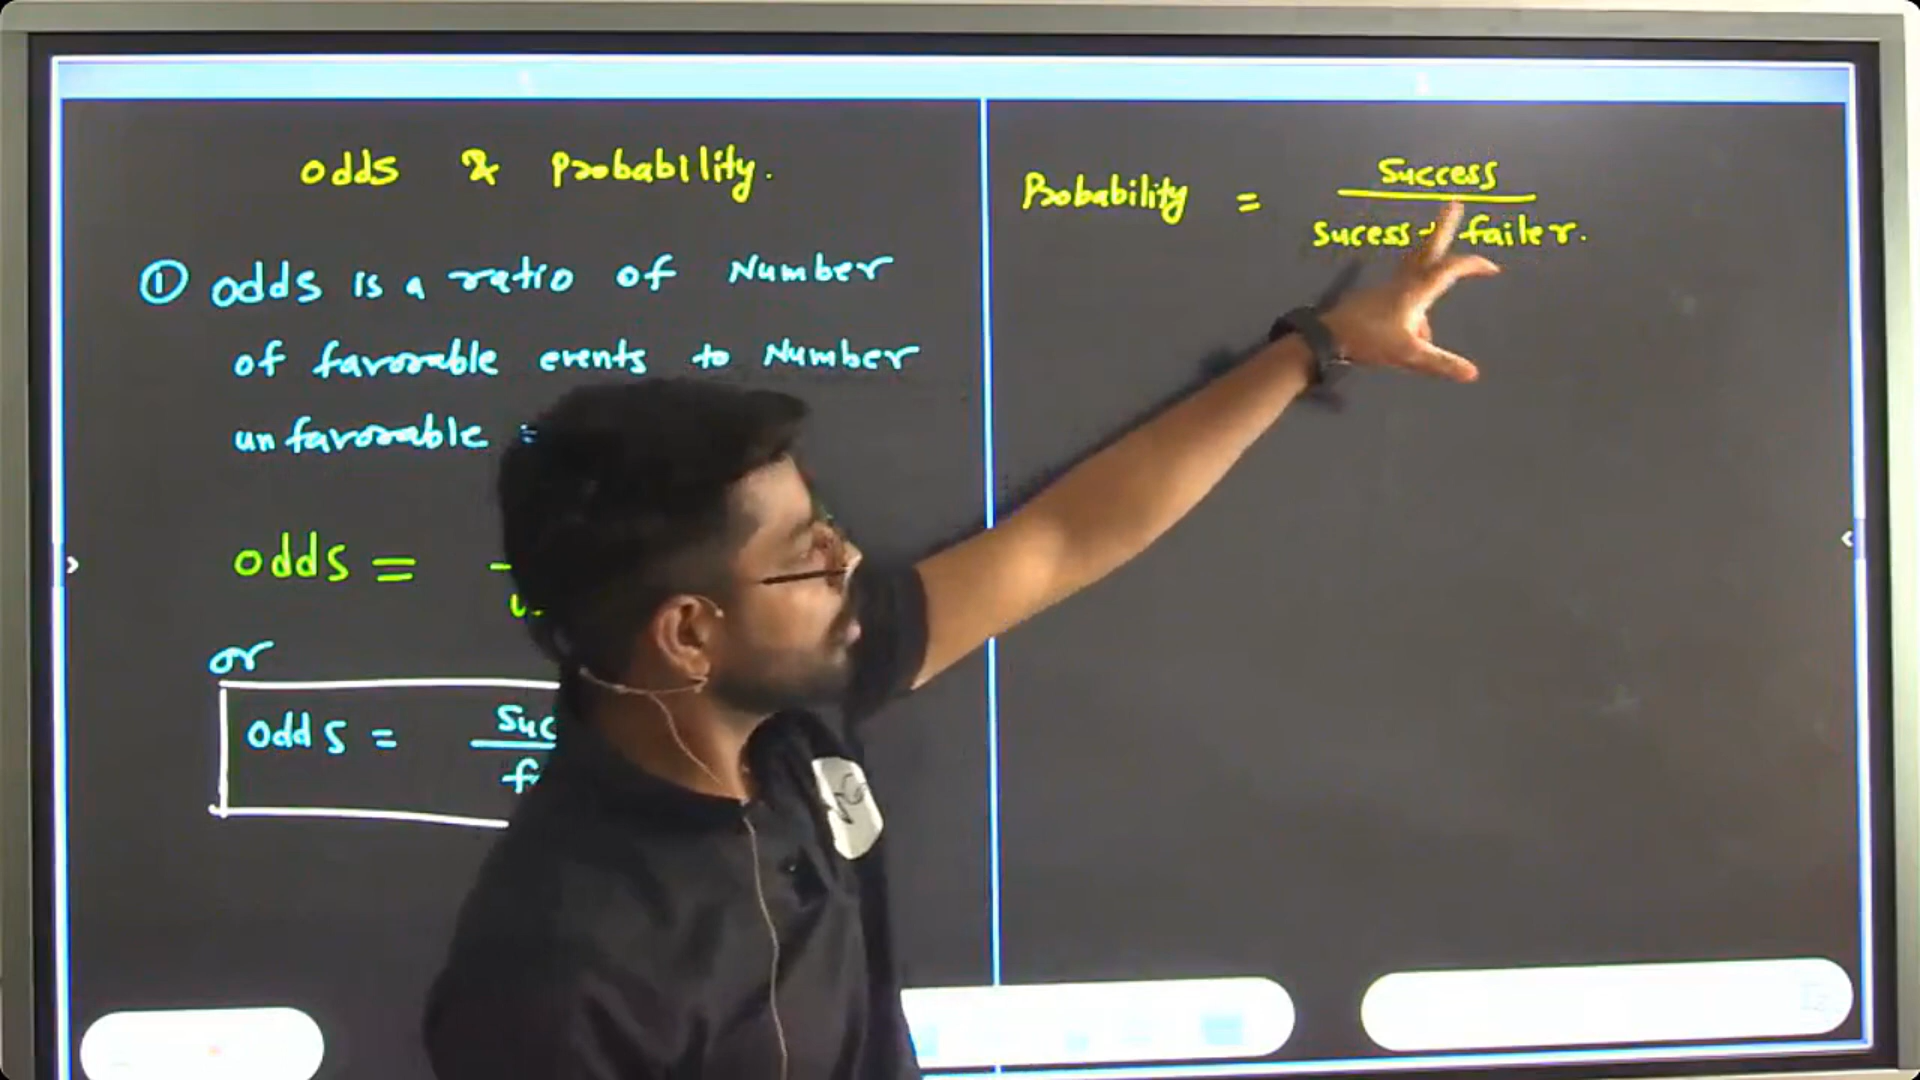 odds & Probability.
① odds is a ratio of Number
of favorable events to Number
unfavorable
odds =
or
odds =
Probability = Success
Sucess + failer.